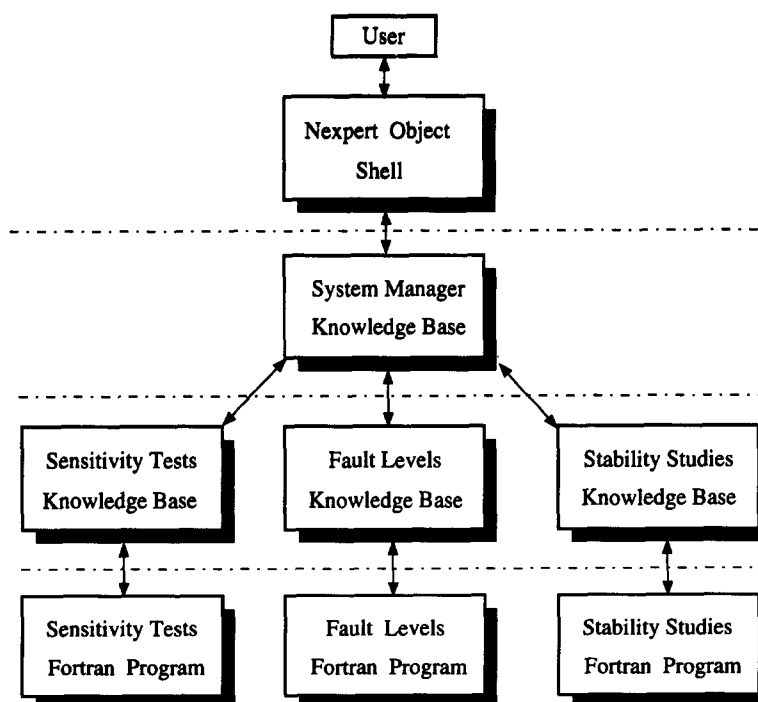 User
Nexpert Object
Shell
System Manager
Knowledge Base
Sensitivity Tests
Knowledge Base
Fault Levels
Knowledge Base
Stability Studies
Knowledge Base
Sensitivity Tests
Fortran Program
Fault Levels
Fortran Program
Stability Studies
Fortran Program